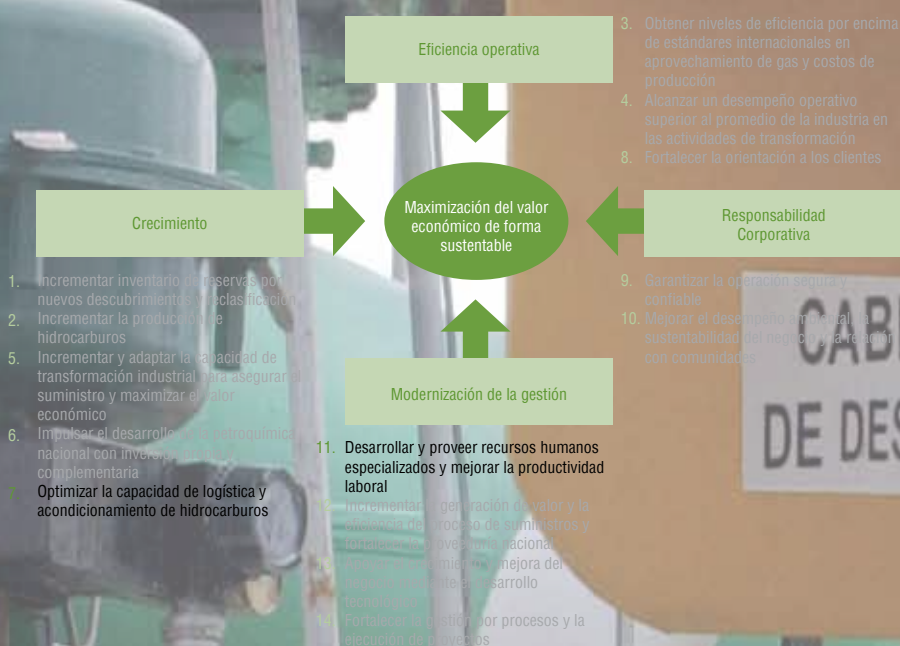 Eficiencia operativa
3. Obtener niveles de eficiencia por encima
de estándares internacionales en
aprovechamiento de gas y costos de
producción
4. Alcanzar un desempeño operativo
superior al promedio de la industria en
las actividades de transformación
8. Fortalecer la orientación a los clientes
Crecimiento
Maximización del valor
económico de forma
sustentable
Responsabilidad
Corporativa
1. Incrementar inventario de reservas por
nuevos descubrimientos y reclasificación
2. Incrementar la producción de
hidrocarburos
5. Incrementar y adaptar la capacidad de
transformación industrial para asegurar el
suministro y maximizar el valor
económico
6. Impulsar el desarrollo de la petroquímica
nacional con inversión
complementaria
7. Optimizar la capacidad de logística y
acondicionamiento de hidrocarburos
9. Garantizar la operación segura y
confiable
10. Mejorar el desempeño ambiental, la
sustentabilidad del negocio y la relación
con comunidades
Modernización de la gestión
11. Desarrollar y proveer recursos humanos
especializados y mejorar la productividad
laboral
12. Incrementar la generación de valor y la
eficiencia del proceso de suministros y
fortalecer la proveeduría nacional
mejora del
desarrollo
14. Fortalecer la gestión por procesos y la
ejecución de proyectos
CAB
DE DES